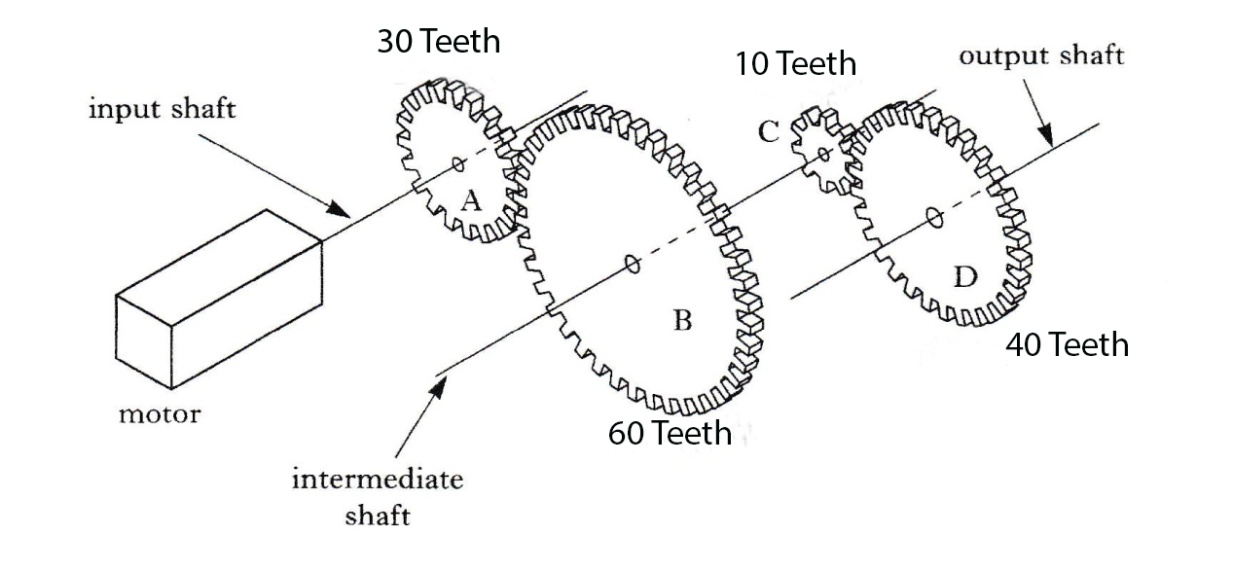 30 Teeth
10 Teeth
output shaft
input shaft
C
A
D
B
40 Teeth
motor
60 Teeth
intermediate
shaft